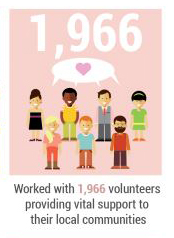 1,966
Worked with 1,966 volunteers
providing vital support to
their local communities